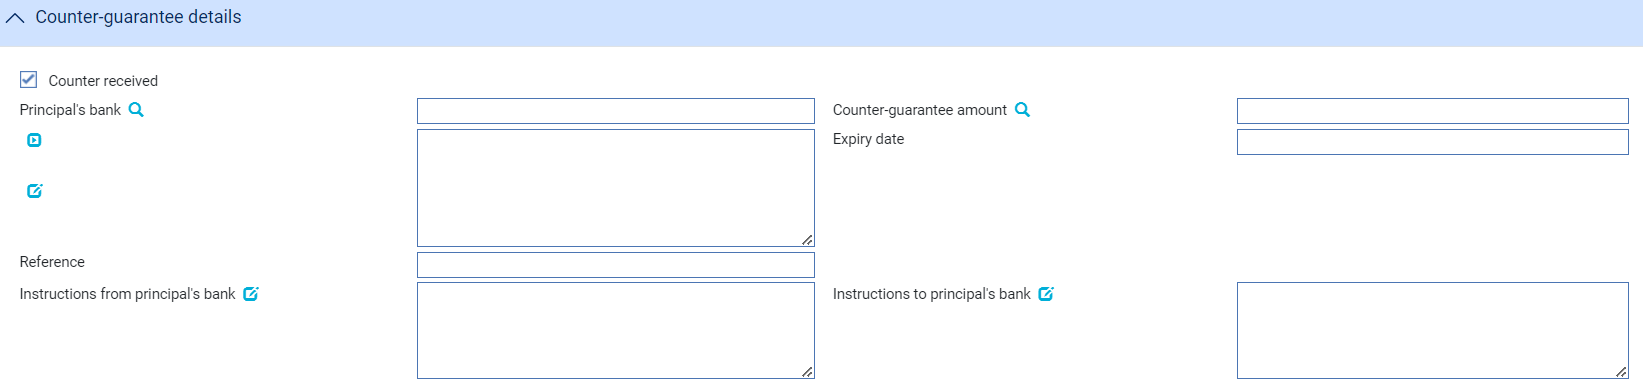 Counter-guarantee details
Counter received
Principal's bank
Counter-guarantee amount
Expiry date
Reference
Instructions from principal's bank
Instructions to principal's bank